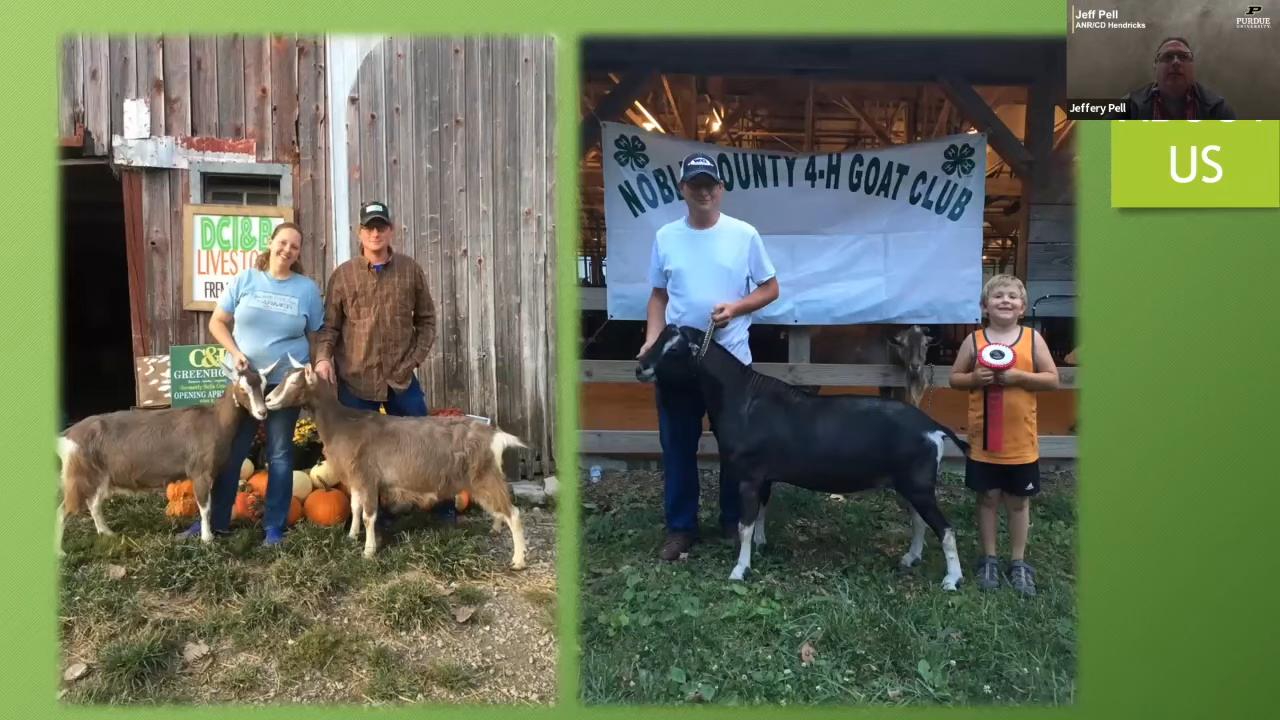 Jeff Pell
ANR/CD Hendricks
P
PURDUE
UNIVERSITY
Jeffery Pell
US
NOBLE COUNTY 4-H GOAT CLUB
DCI&B
LIVESTO
FRE
C&
GREENHO
OPENING APR